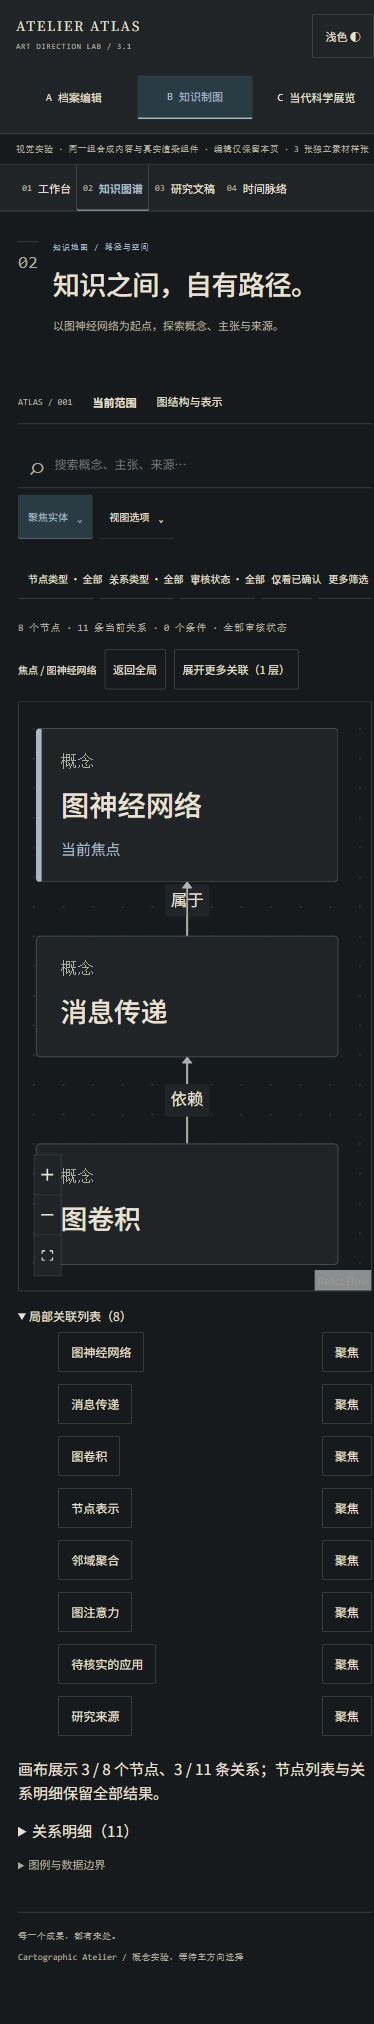 ATELIER ATLAS
ART DIRECTION LAB / 3.1
浅色
A 档案编辑
B 知识制图
C 当代科学展览
视觉实验 · 同一组合成内容与真实渲染组件 · 编辑仅保留本页 · 3 张独立素材样张
01 工作台
02 知识图谱
03 研究文稿
04 时间脉络
02
知识地图 / 路径与空间
知识之间，自有路径。
以图神经网络为起点，探索概念、主张与来源。
ATLAS / 001
当前范围
图结构与表示
搜索概念、主张、来源…
聚焦实体
视图选项
节点类型 · 全部
关系类型 · 全部
审核状态 · 全部
仅看已确认
更多筛选
8 个节点 · 11 条当前关系 · 0 个条件 · 全部审核状态
焦点 / 图神经网络
返回全局
展开更多关联（1 层）
概念
图神经网络
当前焦点
属于
概念
消息传递
依赖
概念
图卷积
React Flow
局部关联列表（8）
图神经网络 聚焦
消息传递 聚焦
图卷积 聚焦
节点表示 聚焦
邻域聚合 聚焦
图注意力 聚焦
待核实的应用 聚焦
研究来源 聚焦
画布展示 3 / 8 个节点、3 / 11 条关系；节点列表与关
系明细保留全部结果。
关系明细（11）
图例与数据边界
每一个成果，都有来处。
Cartographic Atelier / 概念实验，等待主方向选择